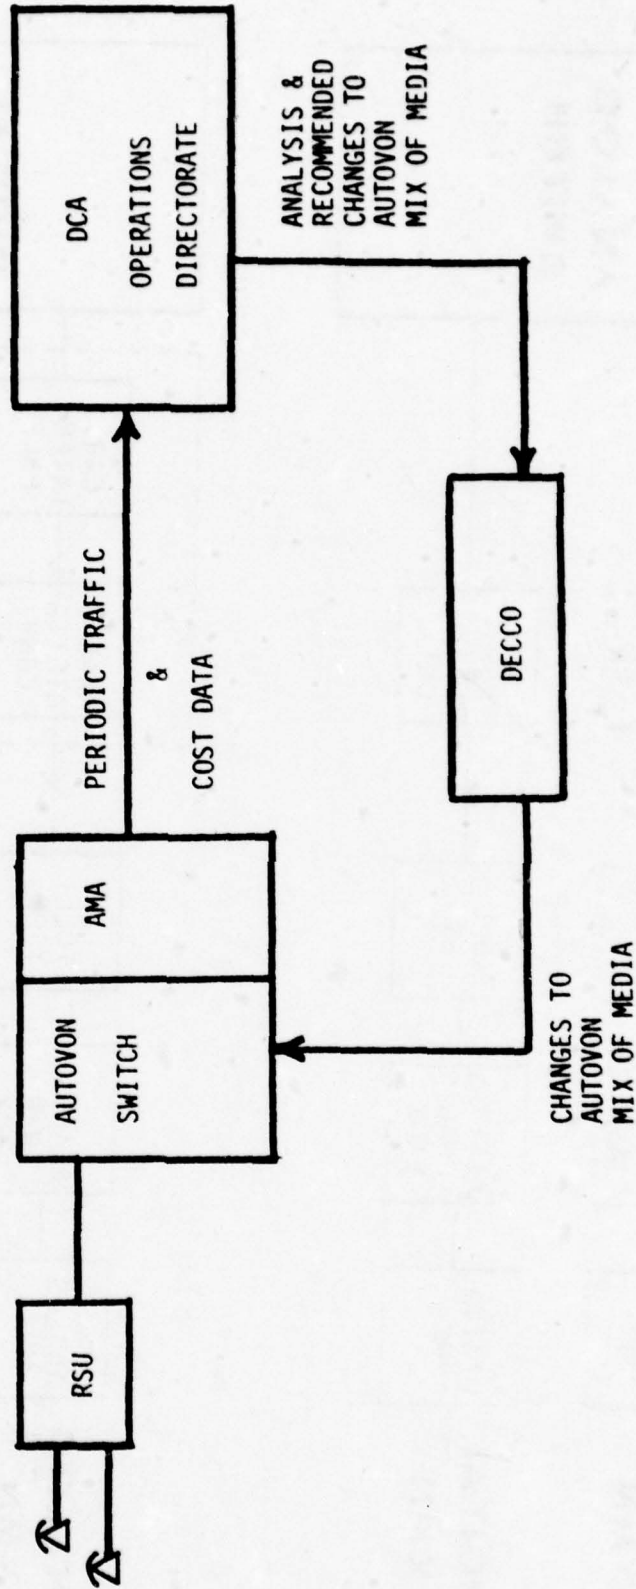 RSU
AUTOVON
SWITCH
AMA
PERIODIC TRAFFIC
&
COST DATA
DCA
OPERATIONS
DIRECTORATE
ANALYSIS &
RECOMMENDED
CHANGES TO
AUTOVON
MIX OF MEDIA
DECCO
CHANGES TO
AUTOVON
MIX OF MEDIA